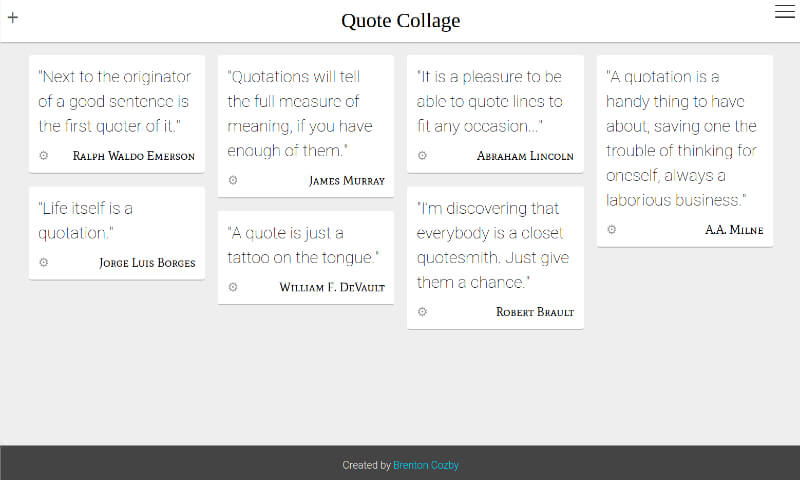 +
Quote Collage
"Next to the originator
of a good sentence is
the first quoter of it."
Ralph Waldo Emerson
"Life itself is a
quotation."
Jorge Luis Borges
"Quotations will tell
the full measure of
meaning, if you have
enough of them."
James Murray
"A quote is just a
tattoo on the tongue."
William F. DeVault
"It is a pleasure to be
able to quote lines to
fit any occasion..."
Abraham Lincoln
"I'm discovering that
everybody is a closet
quotesmith. Just give
them a chance."
Robert Brault
"A quotation is a
handy thing to have
about, saving one the
trouble of thinking for
oneself, always a
laborious business."
A.A. Milne
Created by Brenton Cozby